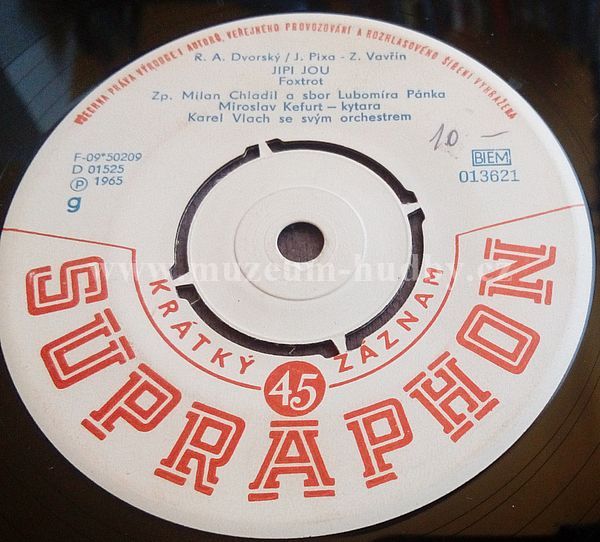 VŠECHNA PRÁVA VÝROBCE I AUTORŮ, VEŘEJNÉHO PROVOZOVÁNÍ A ROZHLASOVÉHO ŠÍŘENÍ VYHRAZENA
R. A. Dvorský / J. Pixa - Z. Vavřín
JIPI JOU
Foxtrot
Zp. Milan Chladil a sbor Lubomíra Pánka
Miroslav Kefurt — kytara
Karel Vlach se svým orchestrem
10 -
F-09*50209
D 01525
℗ 1965
g
BIEM
013621
www.muzeum-hudby.cz
KRÁTKÝ 45 ZÁZNAM
SUPRAPHON